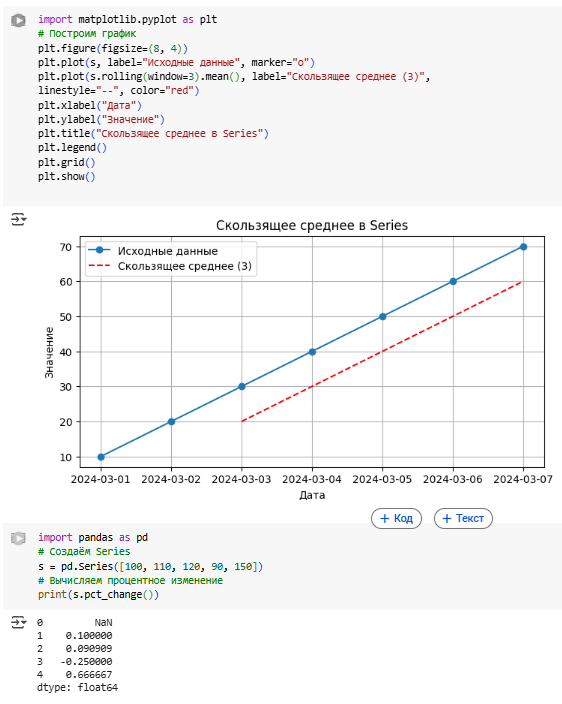 import matplotlib.pyplot as plt
# Построим график
plt.figure(figsize=(8, 4))
plt.plot(s, label="Исходные данные", marker="o")
plt.plot(s.rolling(window=3).mean(), label="Скользящее среднее (3)",
linestyle="--", color="red")
plt.xlabel("Дата")
plt.ylabel("Значение")
plt.title("Скользящее среднее в Series")
plt.legend()
plt.grid()
plt.show()
Скользящее среднее в Series
Исходные данные
Скользящее среднее (3)
70
60
50
40
30
20
10
Значение
2024-03-01 2024-03-02 2024-03-03 2024-03-04 2024-03-05 2024-03-06 2024-03-07
Дата
+ Код + Текст
import pandas as pd
# Создаём Series
s = pd.Series([100, 110, 120, 90, 150])
# Вычисляем процентное изменение
print(s.pct_change())
0 NaN
1 0.100000
2 0.090909
3 -0.250000
4 0.666667
dtype: float64